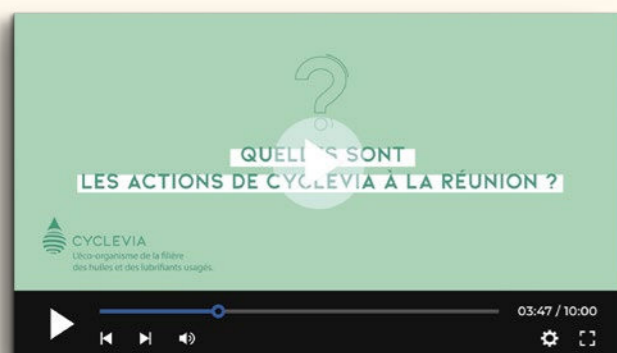 ?
QUELLES SONT
LES ACTIONS DE CYCLEVIA À LA RÉUNION ?
CYCLEVIA
L'éco-organisme de la filière
des huiles et des lubrifiants usagés.
03:47 / 10:00